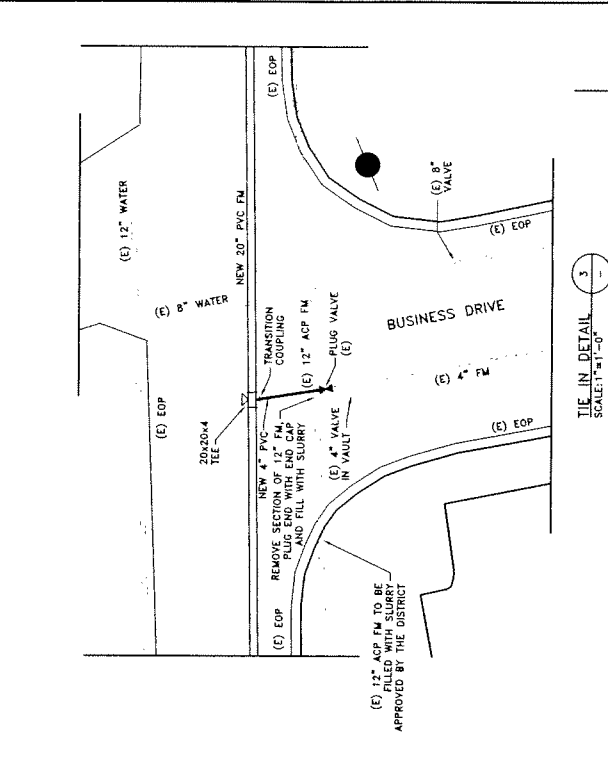 (E) 12" WATER
(E) 8" WATER
(E) EOP
20x20x4
TEE
(E) EOP
NEW 20" PVC FM
(E) EOP
TRANSITION
COUPLING
NEW 4" PVC
REMOVE SECTION OF 12" FM,
PLUG END WITH END CAP
AND FILL WITH SLURRY
(E) 12" ACP FM
PLUG VALVE
(E)
(E) 4" VALVE
IN VAULT
(E) 8"
VALVE
(E) EOP
BUSINESS DRIVE
(E) 4" FM
(E) EOP
(E) 12" ACP FM TO BE
FILLED WITH SLURRY
APPROVED BY THE DISTRICT
TIE IN DETAIL
SCALE:1"=1'-0"
3
-